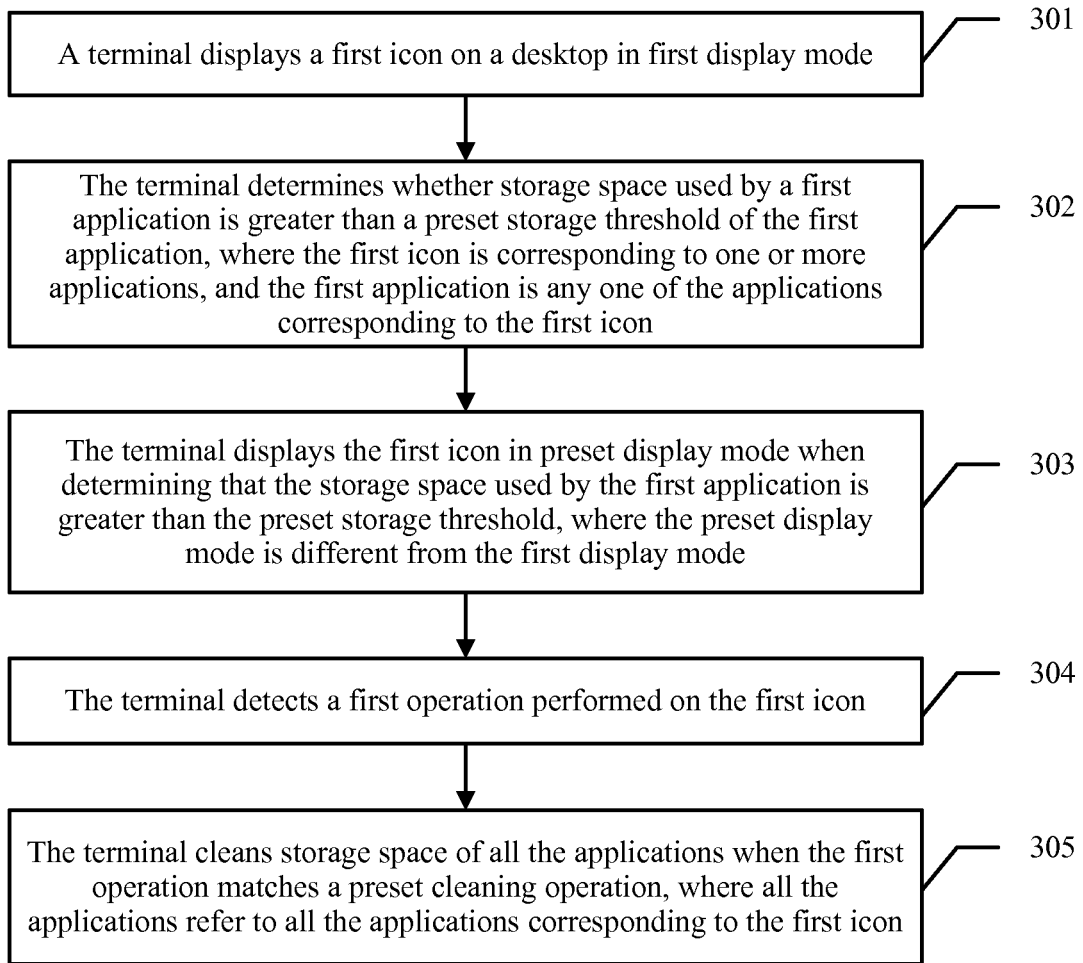 A terminal displays a first icon on a desktop in first display mode
301
The terminal determines whether storage space used by a first
application is greater than a preset storage threshold of the first
application, where the first icon is corresponding to one or more
applications, and the first application is any one of the applications
corresponding to the first icon
302
The terminal displays the first icon in preset display mode when
determining that the storage space used by the first application is
greater than the preset storage threshold, where the preset display
mode is different from the first display mode
303
The terminal detects a first operation performed on the first icon
304
The terminal cleans storage space of all the applications when the first
operation matches a preset cleaning operation, where all the
applications refer to all the applications corresponding to the first icon
305